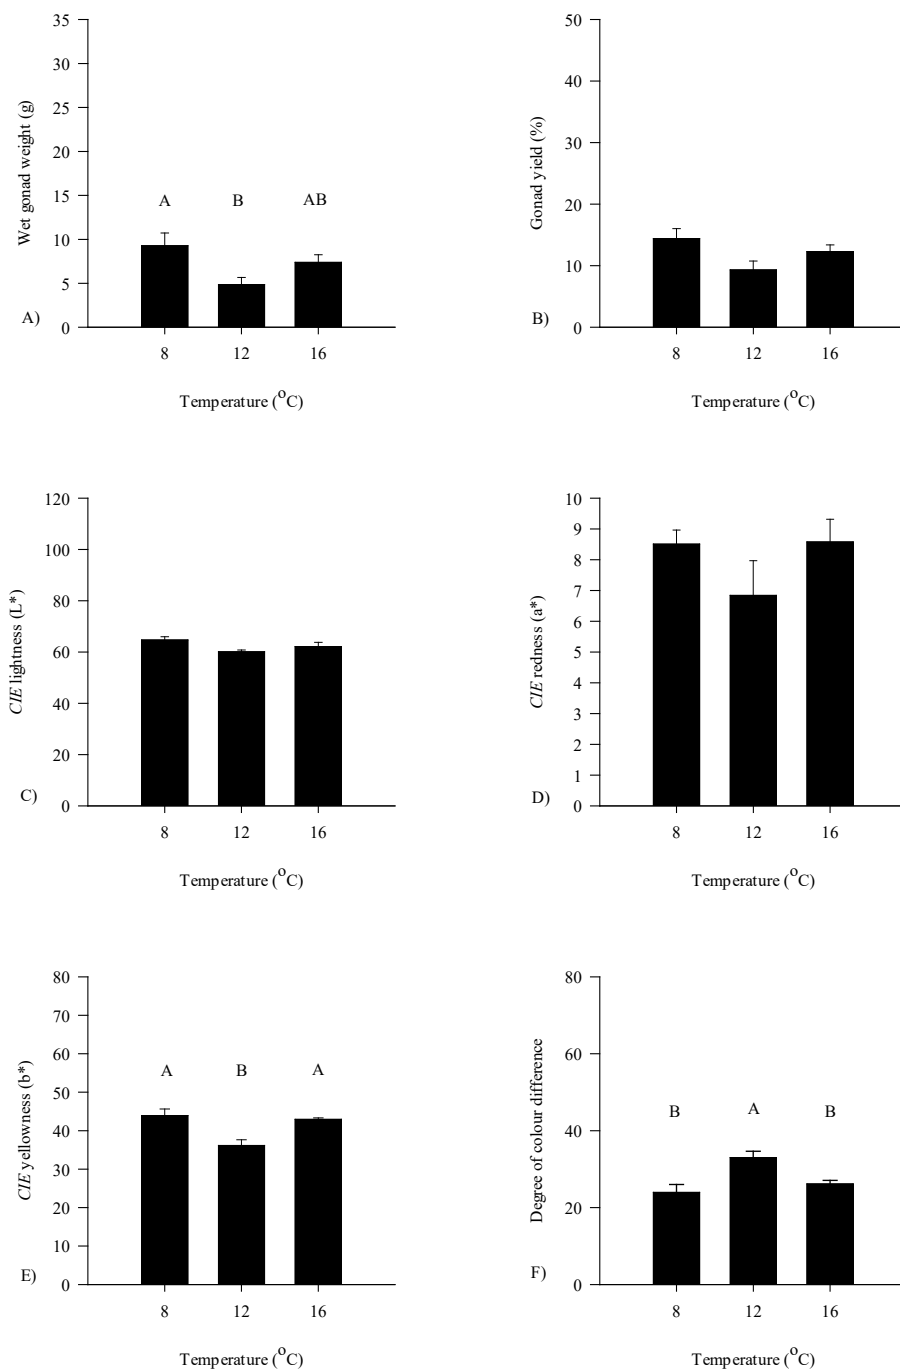 35
30
25
20
15
10
5
0
Wet gonad weight (g)
A B AB
A)
8 12 16
Temperature (°C)
50
40
30
20
10
0
Gonad yield (%)
B)
8 12 16
Temperature (°C)
120
100
80
60
40
20
0
CIE lightness (L*)
C)
8 12 16
Temperature (°C)
10
9
8
7
6
5
4
3
2
1
0
CIE redness (a*)
D)
8 12 16
Temperature (°C)
80
70
60
50
40
30
20
10
0
CIE yellowness (b*)
A B A
E)
8 12 16
Temperature (°C)
80
60
40
20
0
Degree of colour difference
B A B
F)
8 12 16
Temperature (°C)